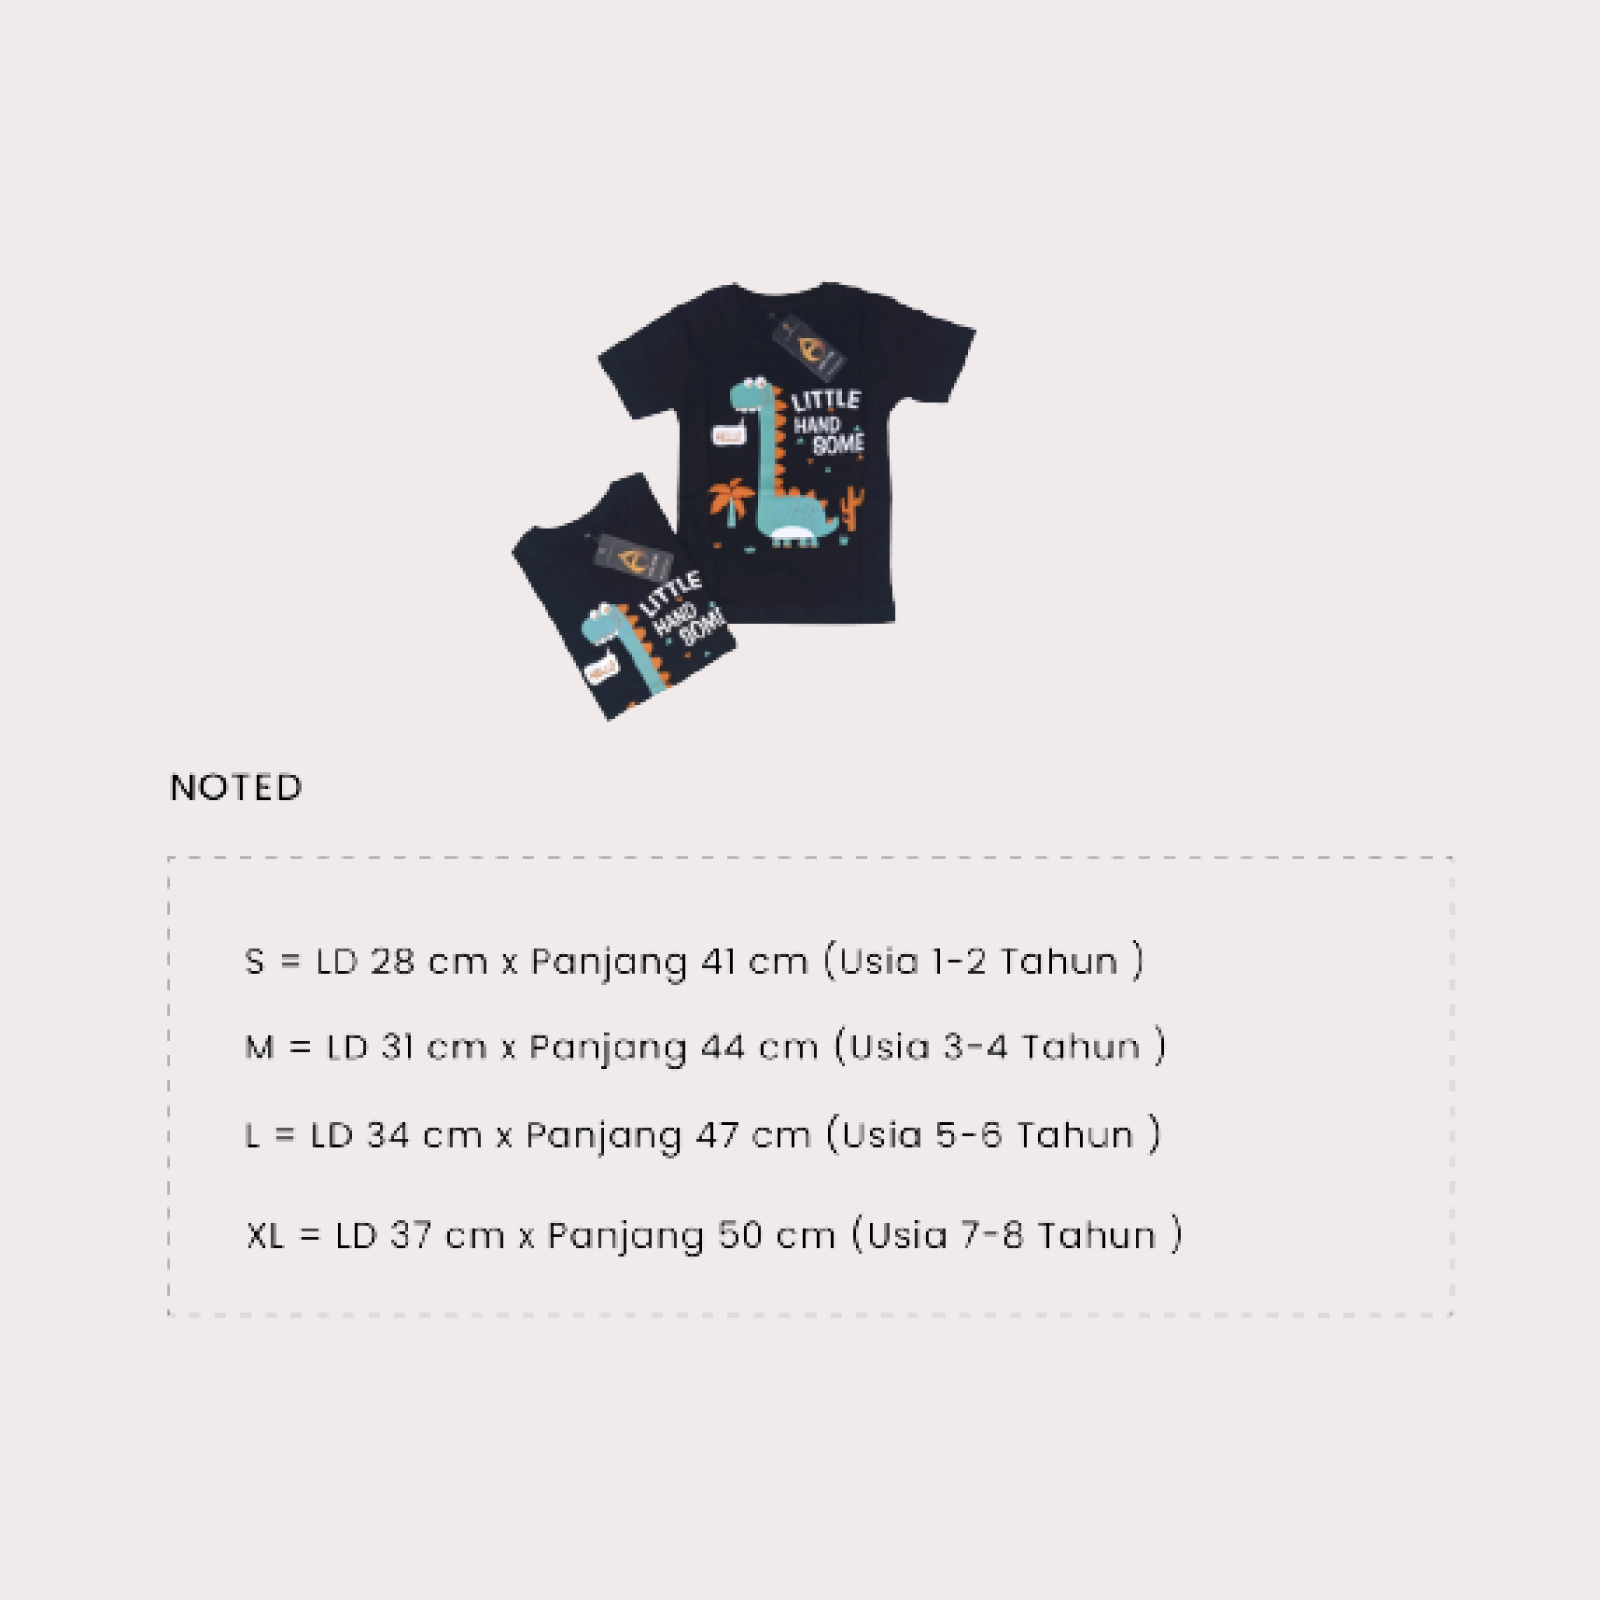 LITTLE
HAND
SOME
HELLO
LITTLE
HAND
SOME
HELLO
NOTED
S = LD 28 cm x Panjang 41 cm (Usia 1-2 Tahun )
M = LD 31 cm x Panjang 44 cm (Usia 3-4 Tahun )
L = LD 34 cm x Panjang 47 cm (Usia 5-6 Tahun )
XL = LD 37 cm x Panjang 50 cm (Usia 7-8 Tahun )